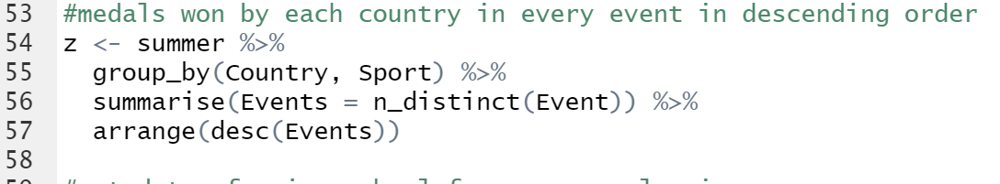 53 #medals won by each country in every event in descending order
54 z <- summer %>%
55   group_by(Country, Sport) %>%
56   summarise(Events = n_distinct(Event)) %>%
57   arrange(desc(Events))
58